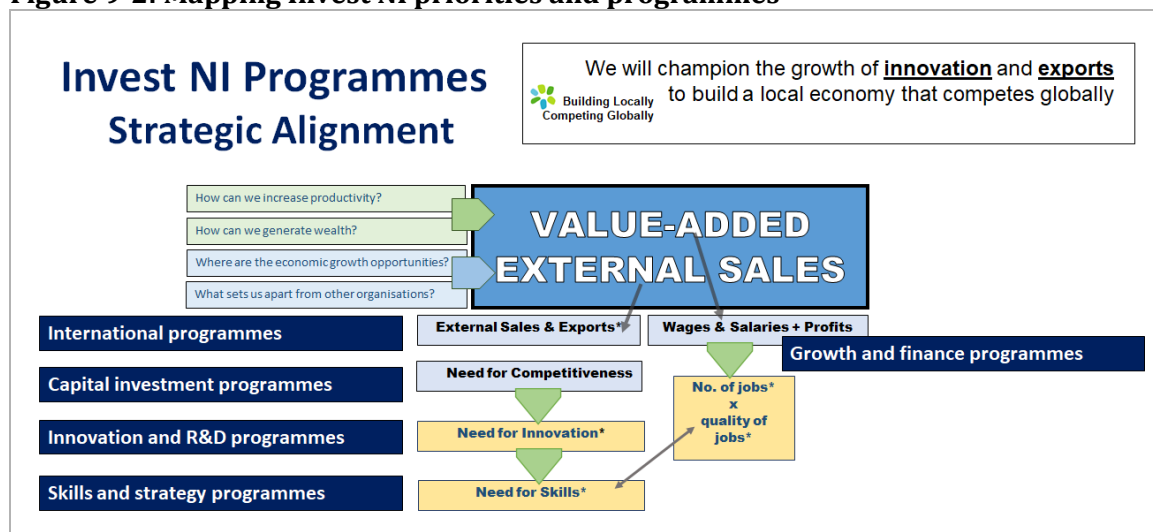 Figure 9-2: Mapping Invest NI priorities and programmes
Invest NI Programmes
Strategic Alignment
We will champion the growth of innovation and exports
to build a local economy that competes globally
Building Locally
Competing Globally
How can we increase productivity?
How can we generate wealth?
Where are the economic growth opportunities?
What sets us apart from other organisations?
VALUE-ADDED
EXTERNAL SALES
International programmes
External Sales & Exports*
Wages & Salaries + Profits
Growth and finance programmes
Capital investment programmes
Need for Competitiveness
No. of jobs*
x
quality of
jobs*
Innovation and R&D programmes
Need for Innovation*
Skills and strategy programmes
Need for Skills*